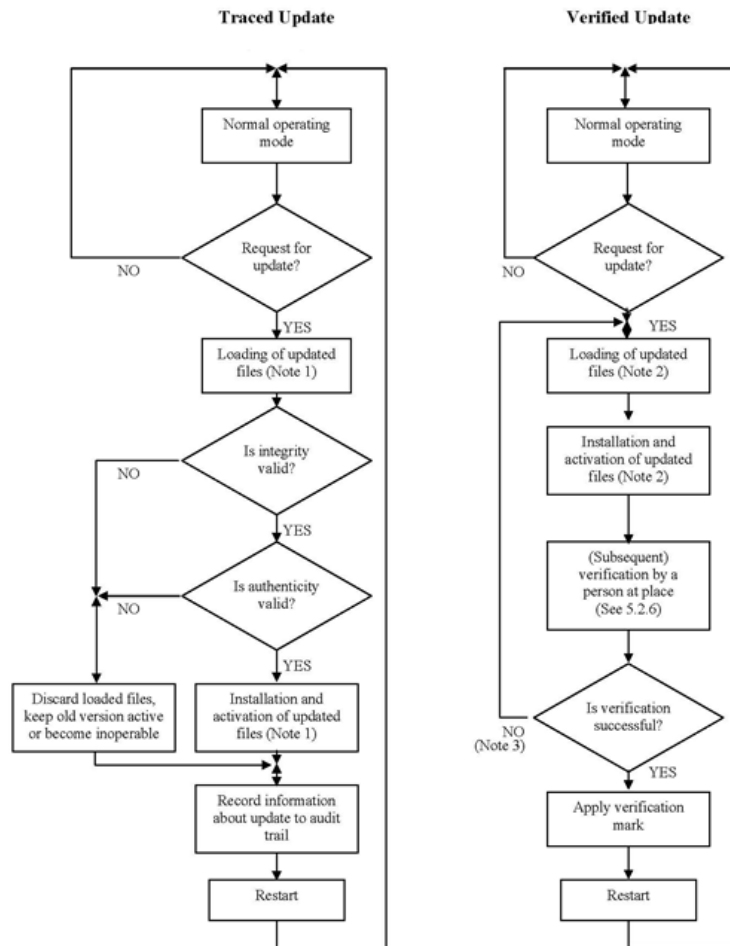 Traced Update
Normal operating
mode
Request for
update?
NO
YES
Loading of updated
files (Note 1)
Is integrity
valid?
NO
YES
Is authenticity
valid?
NO
YES
Discard loaded files,
keep old version active
or become inoperable
Installation and
activation of updated
files (Note 1)
Record information
about update to audit
trail
Restart
Verified Update
Normal operating
mode
Request for
update?
NO
YES
Loading of updated
files (Note 2)
Installation and
activation of updated
files (Note 2)
(Subsequent)
verification by a
person at place
(See 5.2.6)
Is verification
successful?
NO
(Note 3)
YES
Apply verification
mark
Restart